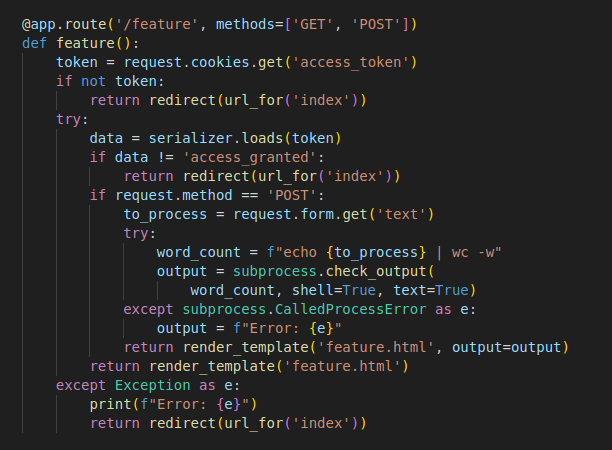 @app.route('/feature', methods=['GET', 'POST'])
def feature():
    token = request.cookies.get('access_token')
    if not token:
        return redirect(url_for('index'))
    try:
        data = serializer.loads(token)
        if data != 'access_granted':
            return redirect(url_for('index'))
        if request.method == 'POST':
            to_process = request.form.get('text')
            try:
                word_count = f"echo {to_process} | wc -w"
                output = subprocess.check_output(
                    word_count, shell=True, text=True)
            except subprocess.CalledProcessError as e:
                output = f"Error: {e}"
            return render_template('feature.html', output=output)
        return render_template('feature.html')
    except Exception as e:
        print(f"Error: {e}")
        return redirect(url_for('index'))